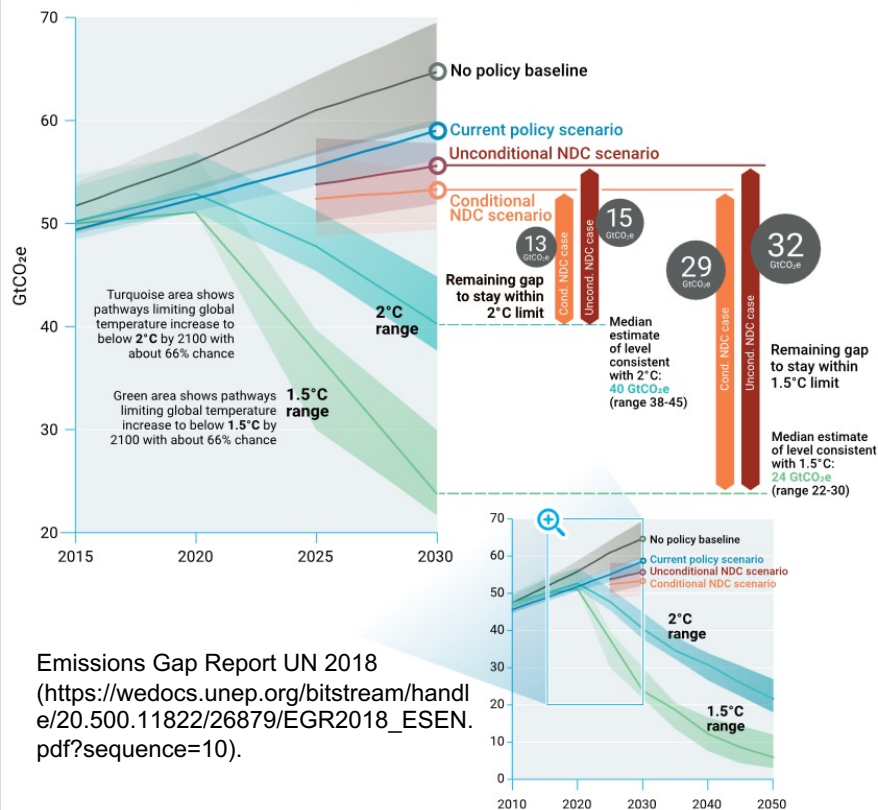 70
60
50
40
30
20
GtCO₂e
2015
2020
2025
2030
No policy baseline
Current policy scenario
Unconditional NDC scenario
Conditional
NDC scenario
Turquoise area shows
pathways limiting global
temperature increase to
below 2°C by 2100 with
about 66% chance
Green area shows pathways
limiting global temperature
increase to below 1.5°C by
2100 with about 66% chance
2°C
range
1.5°C
range
13
GtCO₂e
15
GtCO₂e
Cond. NDC case
Uncond. NDC case
Remaining gap
to stay within
2°C limit
Median
estimate
of level
consistent
with 2°C:
40 GtCO₂e
(range 38-45)
29
GtCO₂e
32
GtCO₂e
Cond. NDC case
Uncond. NDC case
Remaining gap
to stay within
1.5°C limit
Median estimate
of level consistent
with 1.5°C:
24 GtCO₂e
(range 22-30)
70
60
50
40
30
20
10
0
2010
2020
2030
2040
2050
No policy baseline
Current policy scenario
Unconditional NDC scenario
Conditional NDC scenario
2°C
range
1.5°C
range
Emissions Gap Report UN 2018
(https://wedocs.unep.org/bitstream/handl
e/20.500.11822/26879/EGR2018_ESEN.
pdf?sequence=10).